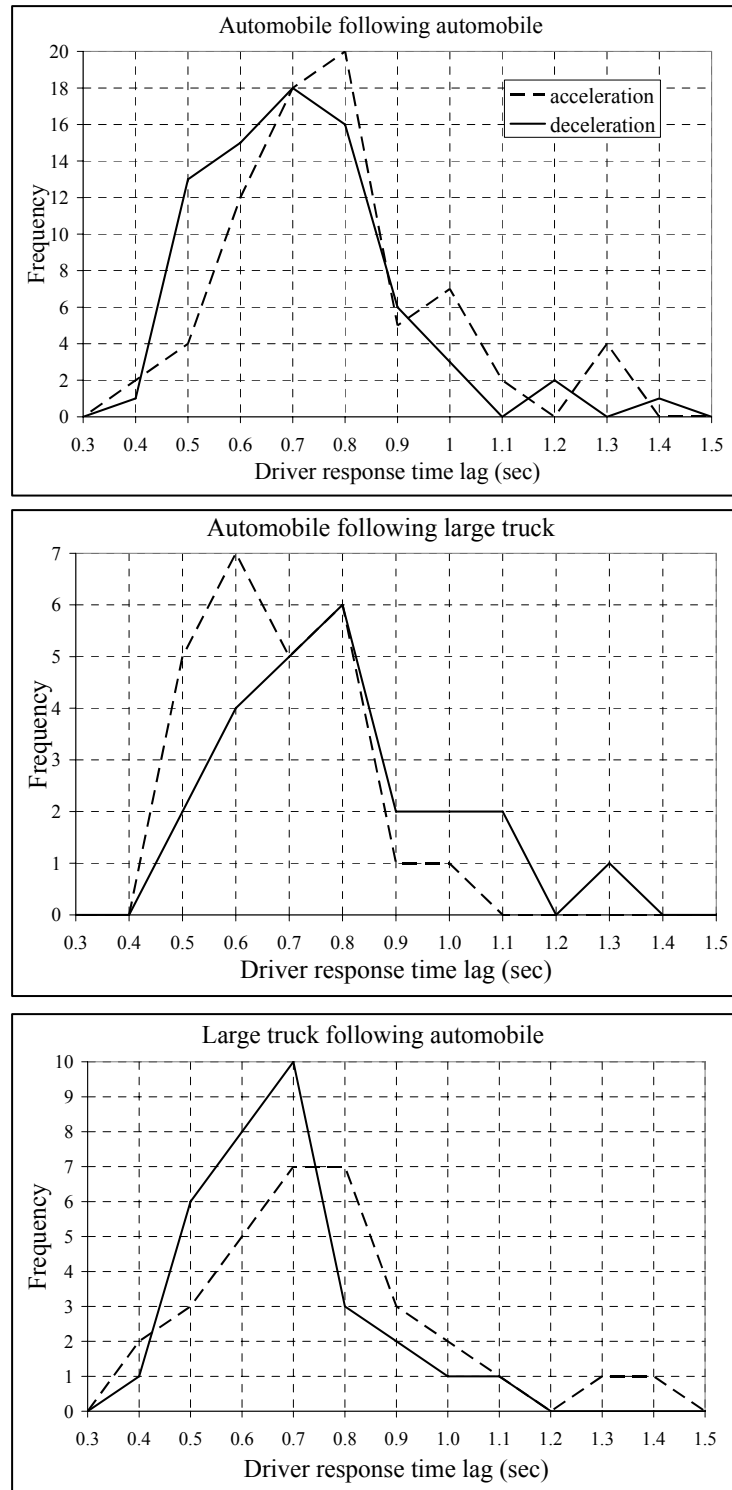 Automobile following automobile
20
18
16
14
12
10
8
6
4
2
0
Frequency
acceleration
deceleration
0.3 0.4 0.5 0.6 0.7 0.8 0.9 1 1.1 1.2 1.3 1.4 1.5
Driver response time lag (sec)
Automobile following large truck
7
6
5
4
3
2
1
0
Frequency
0.3 0.4 0.5 0.6 0.7 0.8 0.9 1.0 1.1 1.2 1.3 1.4 1.5
Driver response time lag (sec)
Large truck following automobile
10
9
8
7
6
5
4
3
2
1
0
Frequency
0.3 0.4 0.5 0.6 0.7 0.8 0.9 1.0 1.1 1.2 1.3 1.4 1.5
Driver response time lag (sec)